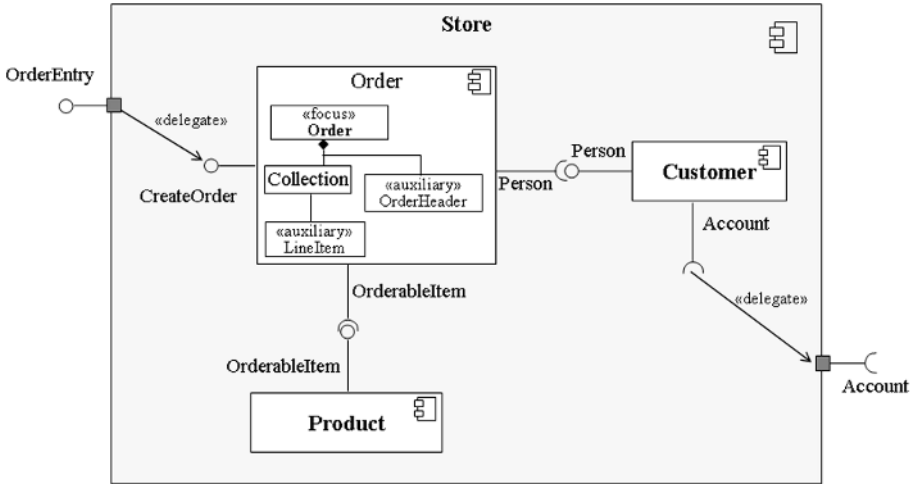 Store
OrderEntry
«delegate»
CreateOrder
Order
«focus»
Order
Collection
«auxiliary»
OrderHeader
«auxiliary»
LineItem
Person
Person
Customer
Account
«delegate»
Account
OrderableItem
OrderableItem
Product